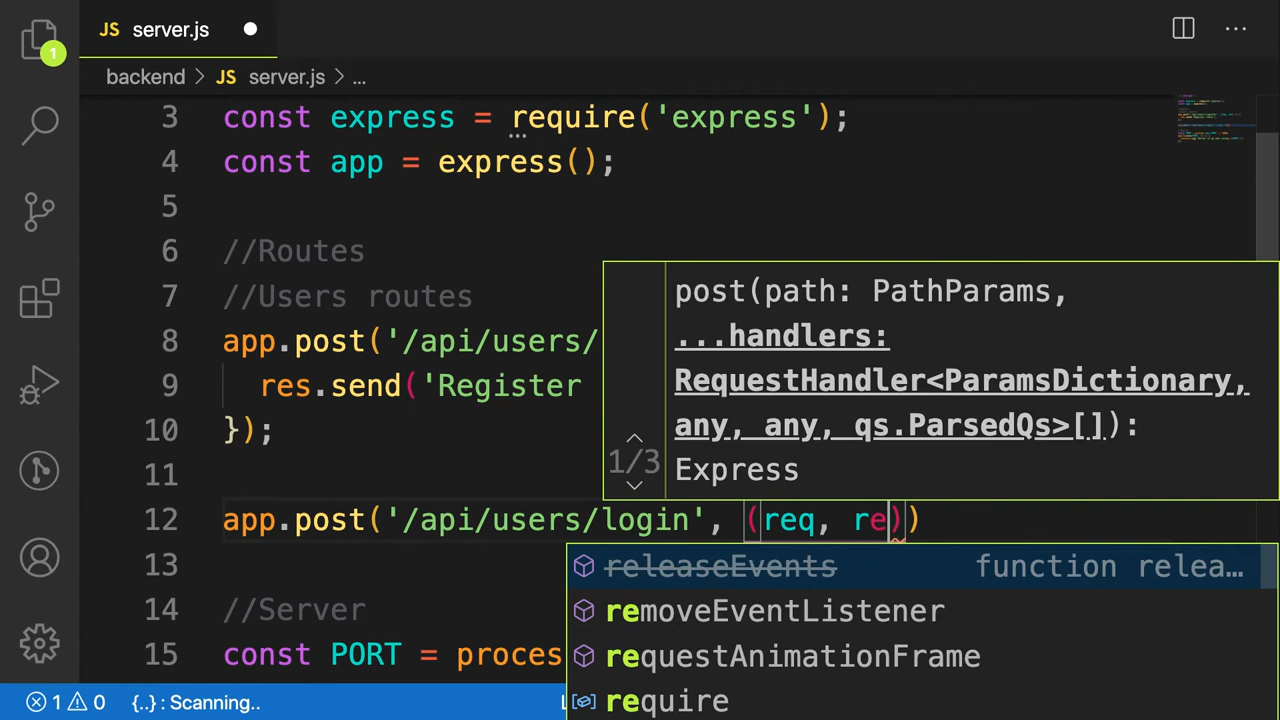 1
JS server.js
backend > JS server.js > ...
3 const express = require('express');
4 const app = express();
5
6 //Routes
7 //Users routes
8 app.post('/api/users/
9 res.send('Register
10 });
11
post(path: PathParams,
...handlers:
RequestHandler<ParamsDictionary,
any, any, qs.ParsedQs>[]):
1/3
Express
12 app.post('/api/users/login', (req, re))
13
releaseEvents function relea...
14 //Server
removeEventListener
15 const PORT = proces
requestAnimationFrame
require
1 0 {..} : Scanning..